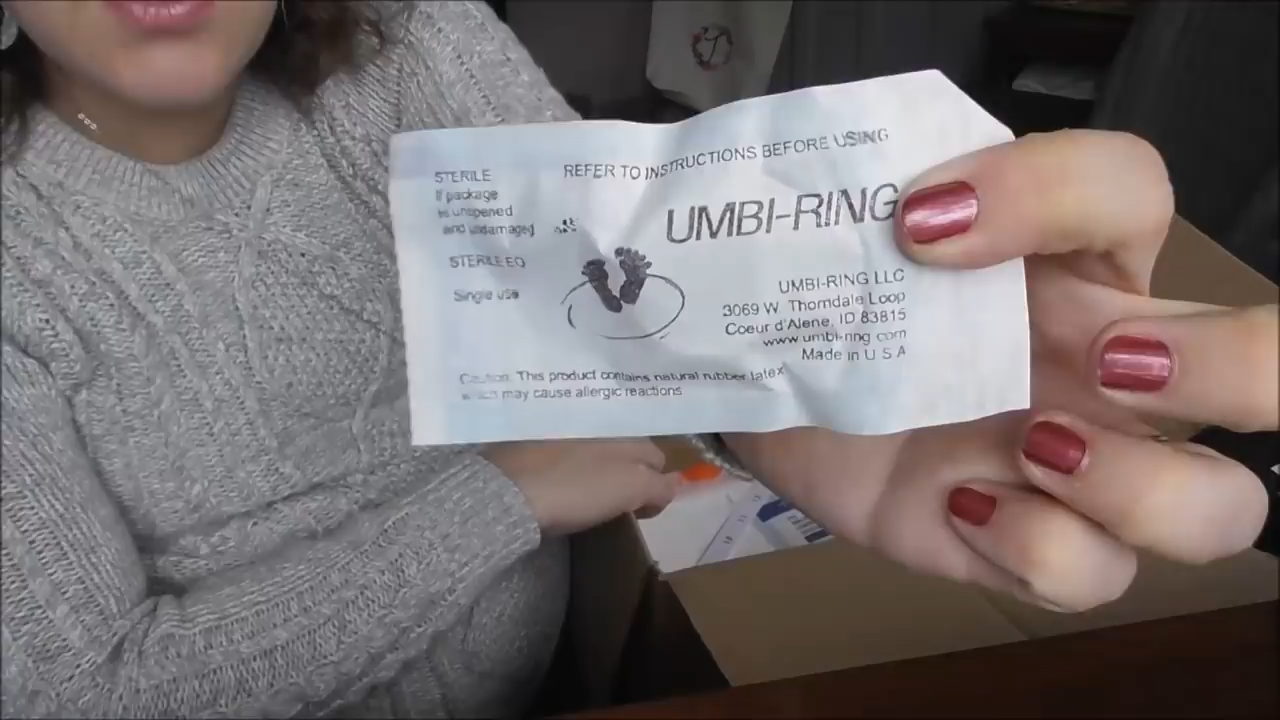 REFER TO INSTRUCTIONS BEFORE USING
STERILE
If package
is unopened
and undamaged
STERILE EO
Single use
UMBI-RING
UMBI-RING LLC
3069 W. Thorndale Loop
Coeur d'Alene, ID 83815
www.umbi-ring.com
Made in U S A
Caution: This product contains natural rubber latex
which may cause allergic reactions